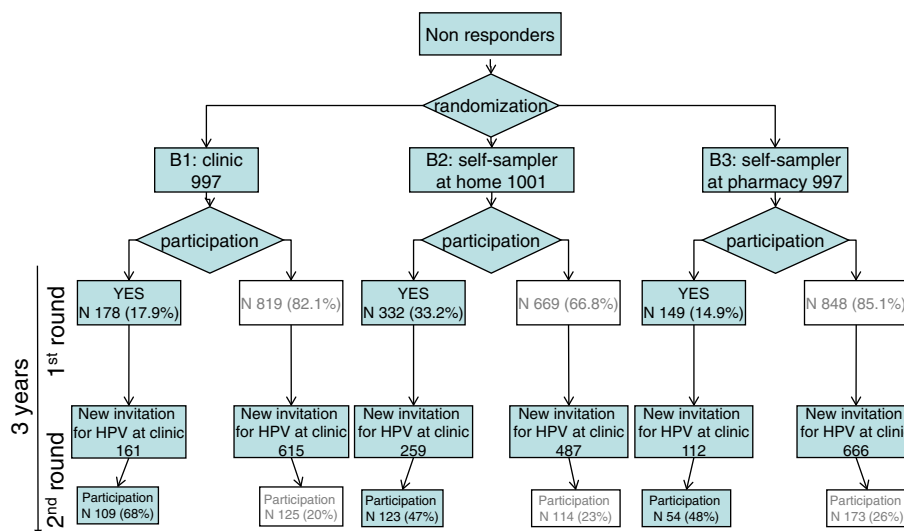 Non responders
randomization
B1: clinic
997
B2: self-sampler
at home 1001
B3: self-sampler
at pharmacy 997
participation
participation
participation
3 years
1st round
YES
N 178 (17.9%)
N 819 (82.1%)
YES
N 332 (33.2%)
N 669 (66.8%)
YES
N 149 (14.9%)
N 848 (85.1%)
2nd round
New invitation
for HPV at clinic
161
New invitation
for HPV at clinic
615
New invitation
for HPV at clinic
259
New invitation
for HPV at clinic
487
New invitation
for HPV at clinic
112
New invitation
for HPV at clinic
666
Participation
N 109 (68%)
Participation
N 125 (20%)
Participation
N 123 (47%)
Participation
N 114 (23%)
Participation
N 54 (48%)
Participation
N 173 (26%)